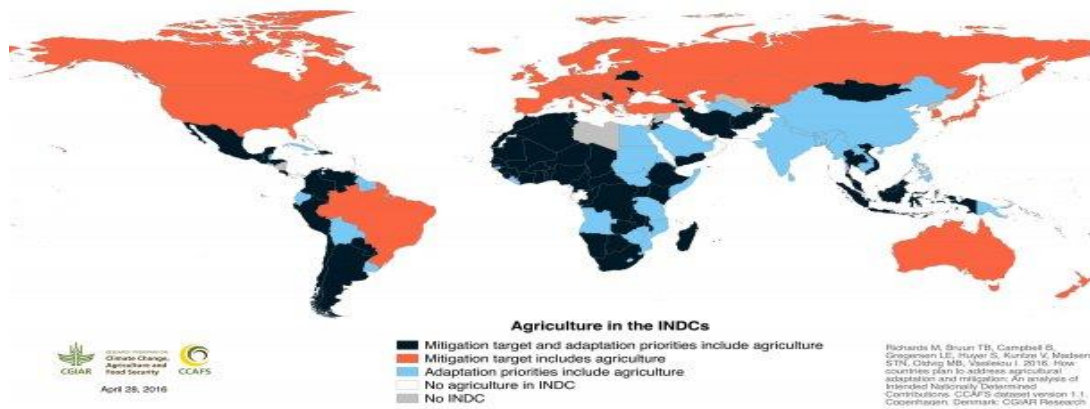 Agriculture in the INDCs
Mitigation target and adaptation priorities include agriculture
Mitigation target includes agriculture
Adaptation priorities include agriculture
No agriculture in INDC
No INDC
CGIAR
RESEARCH PROGRAM ON
Climate Change,
Agriculture and
Food Security
CCAFS
April 28, 2016
Richards M, Bruun TB, Campbell B,
Gregersen LE, Huyer S, Kuntze V, Madsen
STN, Oldvig MB, Vasileiou I. 2016. How
countries plan to address agricultural
adaptation and mitigation: An analysis of
Intended Nationally Determined
Contributions. CCAFS dataset version 1.1.
Copenhagen, Denmark: CGIAR Research